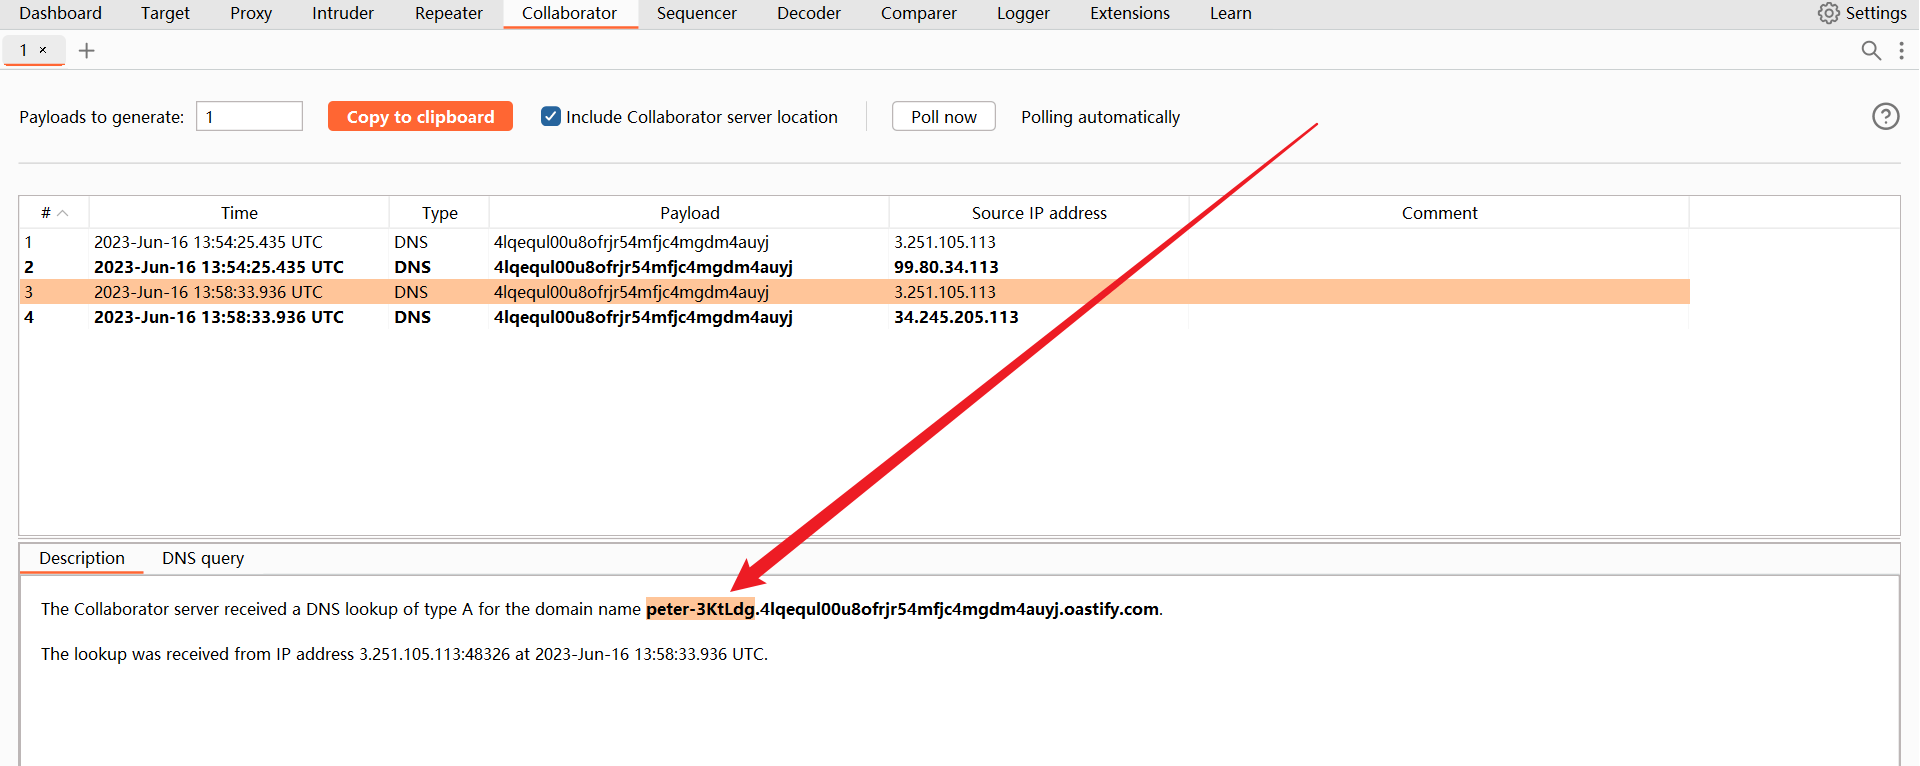 Dashboard Target Proxy Intruder Repeater Collaborator Sequencer Decoder Comparer Logger Extensions Learn Settings
1 × +
Payloads to generate: 1 Copy to clipboard Include Collaborator server location Poll now Polling automatically ?
# Time Type Payload Source IP address Comment
1 2023-Jun-16 13:54:25.435 UTC DNS 4lqequl00u8ofrjr54mfjc4mgdm4auyj 3.251.105.113
2 2023-Jun-16 13:54:25.435 UTC DNS 4lqequl00u8ofrjr54mfjc4mgdm4auyj 99.80.34.113
3 2023-Jun-16 13:58:33.936 UTC DNS 4lqequl00u8ofrjr54mfjc4mgdm4auyj 3.251.105.113
4 2023-Jun-16 13:58:33.936 UTC DNS 4lqequl00u8ofrjr54mfjc4mgdm4auyj 34.245.205.113
Description DNS query
The Collaborator server received a DNS lookup of type A for the domain name peter-3KtLdg.4lqequl00u8ofrjr54mfjc4mgdm4auyj.oastify.com.
The lookup was received from IP address 3.251.105.113:48326 at 2023-Jun-16 13:58:33.936 UTC.